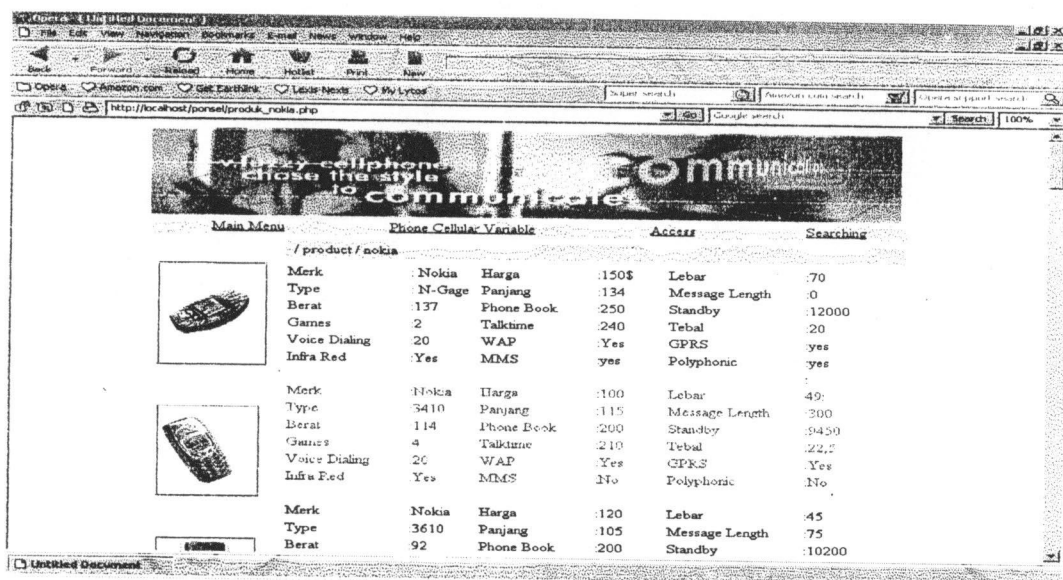 Opera - [Untitled Document ]
File Edit View Navigation Bookmarks E-mail News Window Help
Back Forward Reload Home Hotlist Print New
Opera Amazon.com Get Earthlink Lexis-Nexis My Lycos Super search Amazon.com search Opera support search
http://localhost/ponsel/produk_nokia.php Go Google search Search 100%
fuzzy cellphone
chose the style
to communicate
Communication
Main Menu Phone Cellular Variable Access Searching
/ product / nokia
Merk : Nokia Harga :150$ Lebar :70
Type : N-Gage Panjang :134 Message Length :0
Berat :137 Phone Book :250 Standby :12000
Games :2 Talktime :240 Tebal :20
Voice Dialing :20 WAP :Yes GPRS :yes
Infra Red :Yes MMS :yes Polyphonic :yes
:
Merk :Nokia Harga :100 Lebar 49:
Type :3410 Panjang :115 Message Length :300
Berat 114 Phone Book :200 Standby :9450
Games 4 Talktime :210 Tebal :22,5
Voice Dialing 20 WAP :Yes GPRS :Yes
Infra Red :Yes MMS :No Polyphonic :No
Merk Nokia Harga :120 Lebar :45
Type 3610 Panjang :105 Message Length :75
Berat 92 Phone Book :200 Standby :10200
Untitled Document